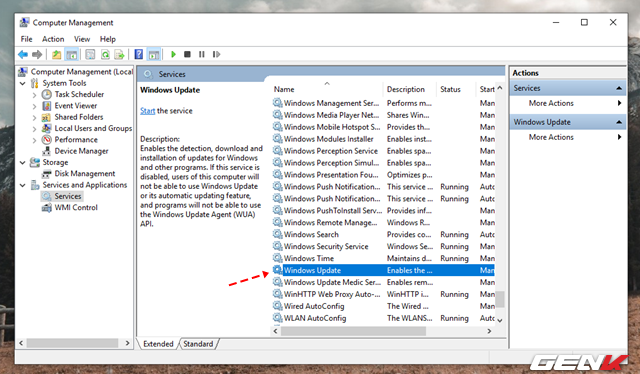 Computer Management
File Action View Help
Computer Management (Local
System Tools
Task Scheduler
Event Viewer
Shared Folders
Local Users and Groups
Performance
Device Manager
Storage
Disk Management
Services and Applications
Services
WMI Control
Services
Windows Update
Start the service
Description:
Enables the detection, download and
installation of updates for Windows
and other programs. If this service is
disabled, users of this computer will
not be able to use Windows Update
or its automatic updating feature,
and programs will not be able to use
the Windows Update Agent (WUA)
API.
Name Description Status Start
Windows Management Ser... Performs m... Man
Windows Media Player Net... Shares Win... Man
Windows Mobile Hotspot S... Provides th... Man
Windows Modules Installer Enables inst... Man
Windows Perception Service Enables spa... Man
Windows Perception Simul... Enables spa... Man
Windows Presentation Fou... Optimizes p... Man
Windows Push Notification... This service ... Running Auto
Windows Push Notification... This service ... Running Auto
Windows PushToInstall Serv... Provides inf... Man
Windows Remote Manage... Windows R... Man
Windows Search Provides co... Running Auto
Windows Security Service Windows Se... Running Man
Windows Time Maintains d... Running Man
Windows Update Enables the ... Man
Windows Update Medic Ser... Enables rem... Man
WinHTTP Web Proxy Auto-... WinHTTP i... Running Man
Wired AutoConfig The Wired ... Man
WLAN AutoConfig The WLANS... Running
Extended Standard
Actions
Services
More Actions
Windows Update
More Actions
GENK